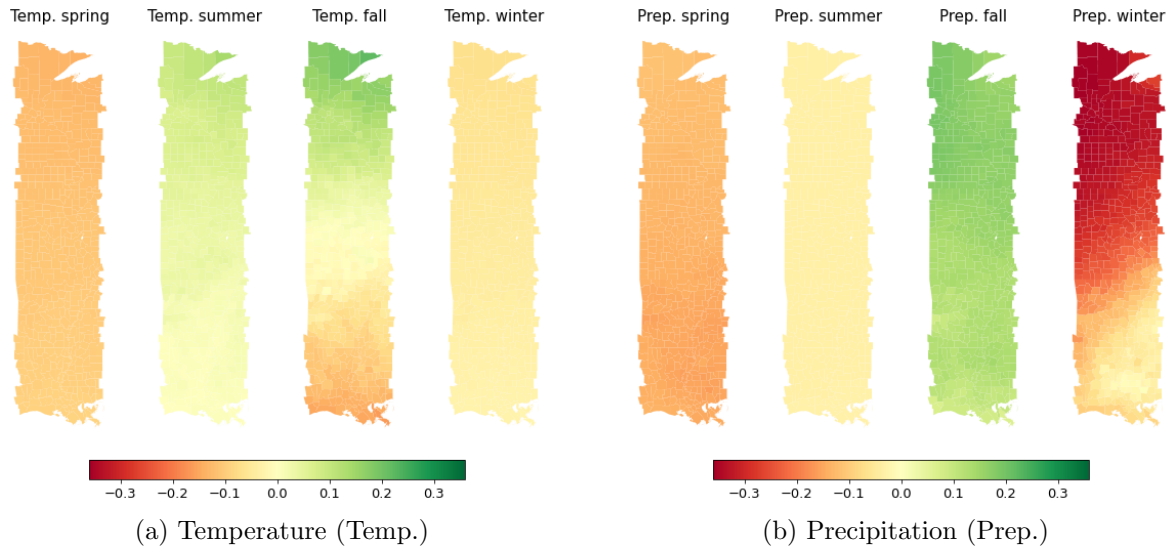 Temp. spring Temp. summer Temp. fall Temp. winter Prep. spring Prep. summer Prep. fall Prep. winter
−0.3 −0.2 −0.1 0.0 0.1 0.2 0.3 −0.3 −0.2 −0.1 0.0 0.1 0.2 0.3
(a) Temperature (Temp.) (b) Precipitation (Prep.)